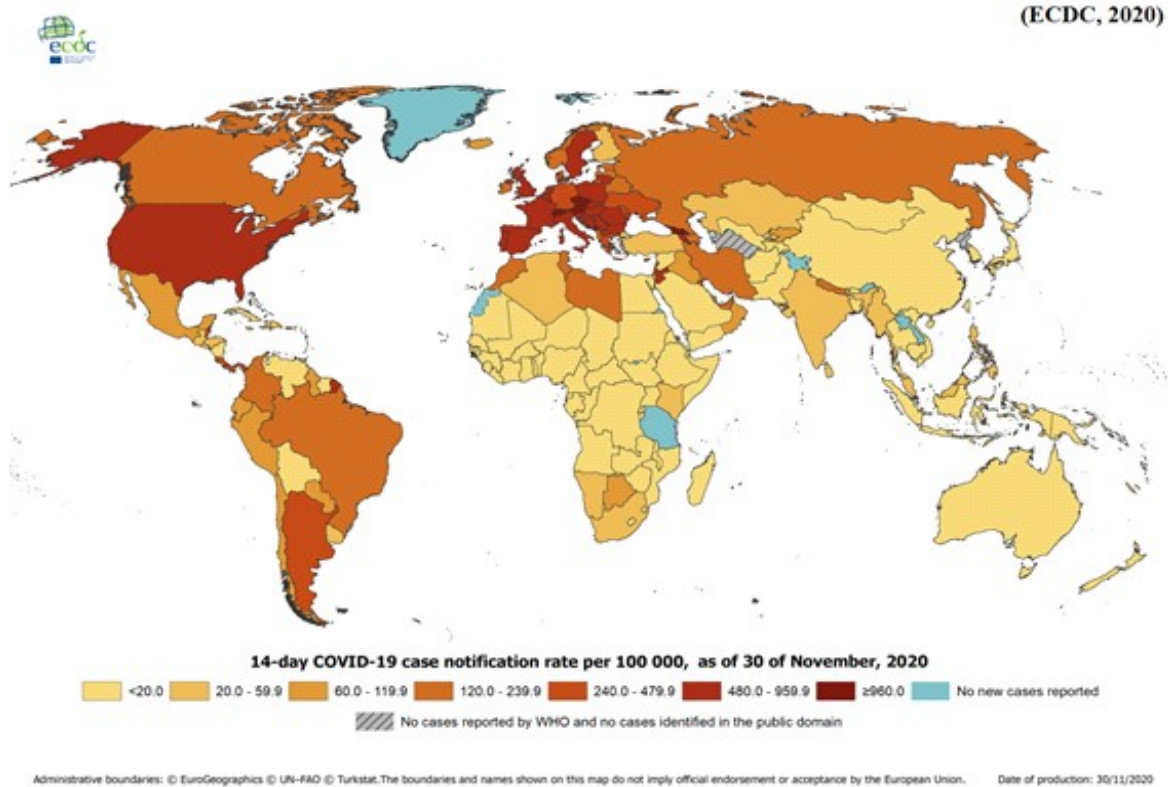 (ECDC, 2020)
ecdc
14-day COVID-19 case notification rate per 100 000, as of 30 of November, 2020
<20.0 20.0 - 59.9 60.0 - 119.9 120.0 - 239.9 240.0 - 479.9 480.0 - 959.9 ≥960.0 No new cases reported
No cases reported by WHO and no cases identified in the public domain
Administrative boundaries: © EuroGeographics © UN–FAO © Turkstat.The boundaries and names shown on this map do not imply official endorsement or acceptance by the European Union. Date of production: 30/11/2020